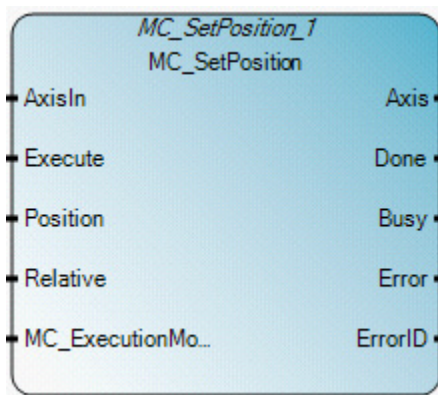 MC_SetPosition_1
MC_SetPosition
AxisIn Axis
Execute Done
Position Busy
Relative Error
MC_ExecutionMo... ErrorID